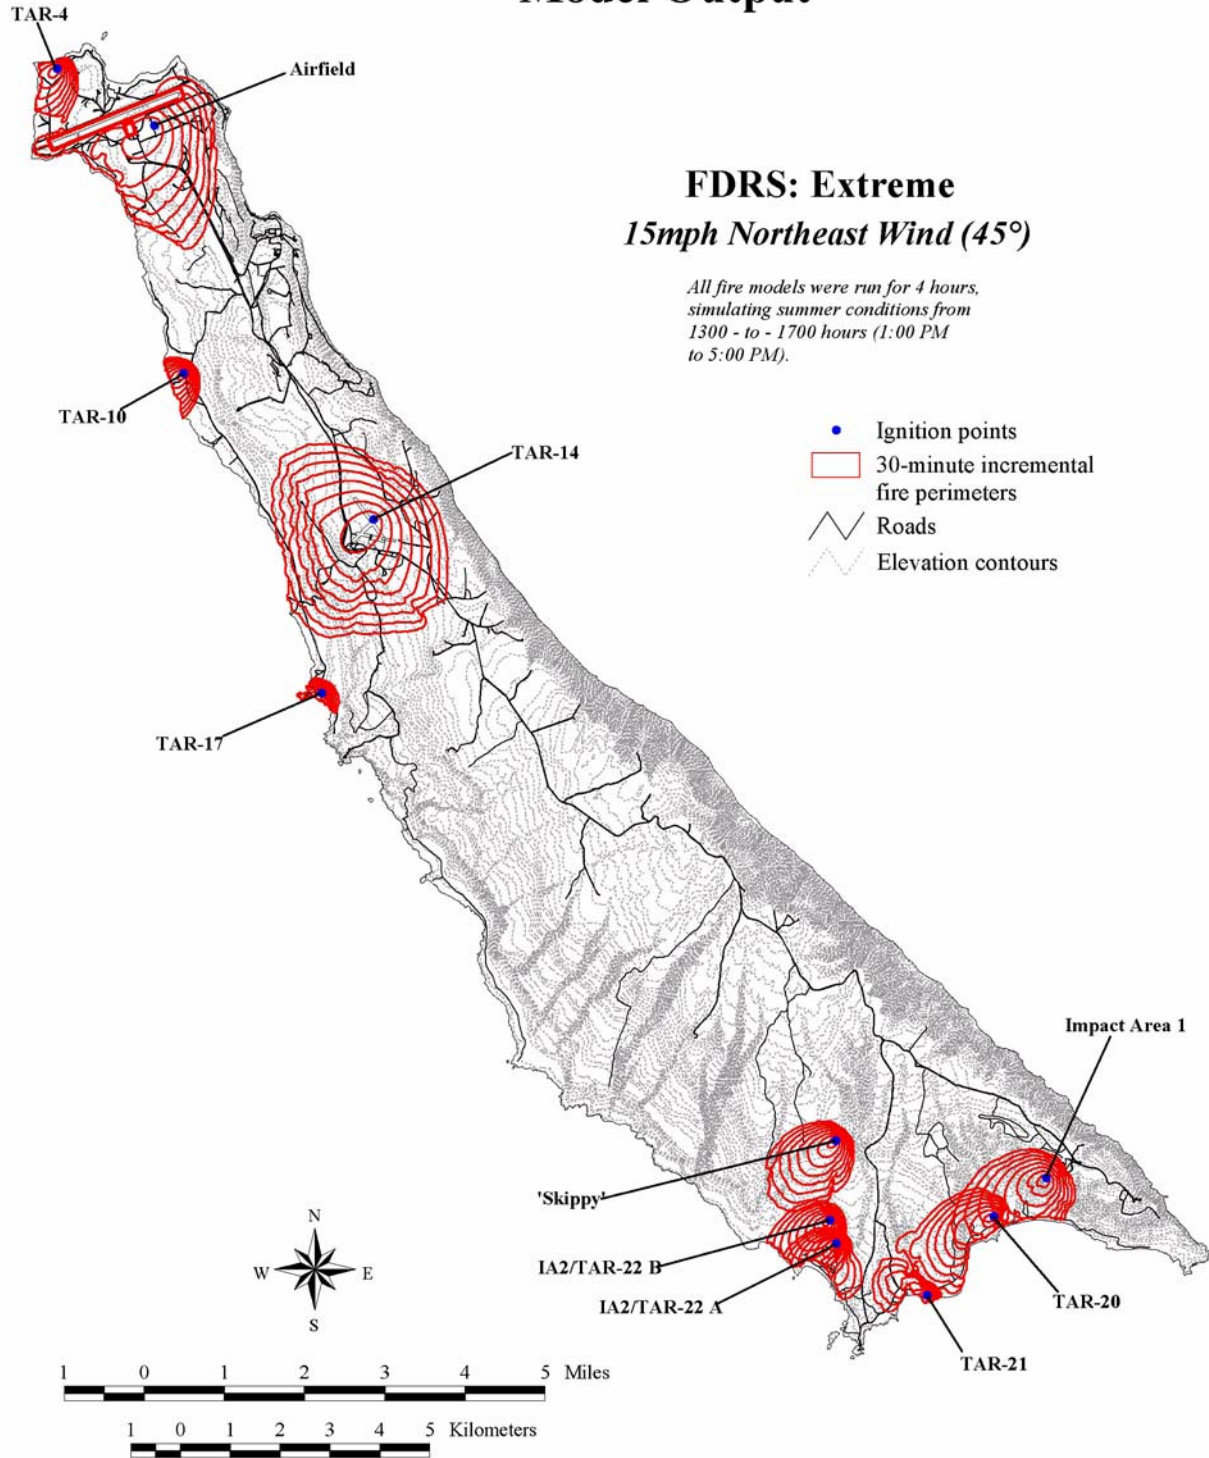 Model Output
TAR-4
Airfield
FDRS: Extreme
15mph Northeast Wind (45°)
All fire models were run for 4 hours,
simulating summer conditions from
1300 - to - 1700 hours (1:00 PM
to 5:00 PM).
TAR-10
TAR-14
Ignition points
30-minute incremental
fire perimeters
Roads
Elevation contours
TAR-17
Impact Area 1
'Skippy'
IA2/TAR-22 B
IA2/TAR-22 A
TAR-20
TAR-21
N
W E
S
1 0 1 2 3 4 5 Miles
1 0 1 2 3 4 5 Kilometers